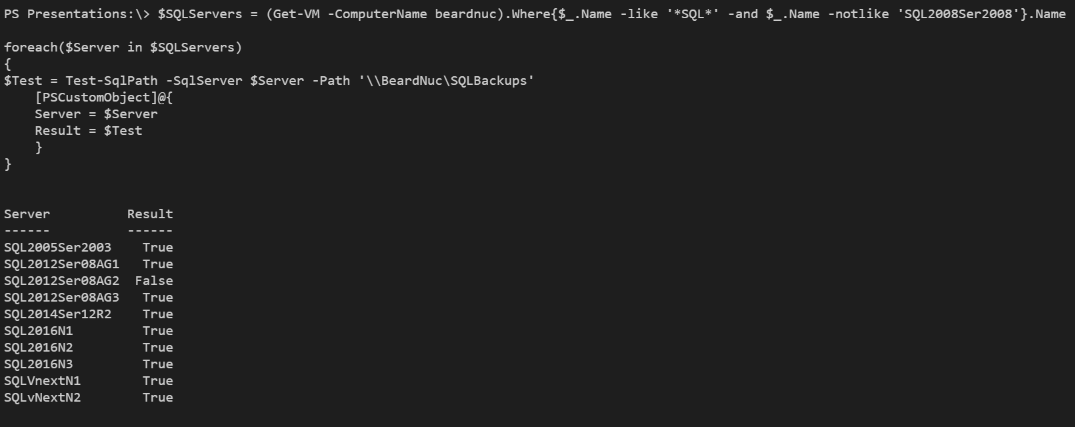 PS Presentations:\> $SQLServers = (Get-VM -ComputerName beardnuc).Where{$_.Name -like '*SQL*' -and $_.Name -notlike 'SQL2008Ser2008'}.Name
foreach($Server in $SQLServers)
{
$Test = Test-SqlPath -SqlServer $Server -Path '\\BeardNuc\SQLBackups'
    [PSCustomObject]@{
    Server = $Server
    Result = $Test
    }
}
Server          Result
------          ------
SQL2005Ser2003    True
SQL2012Ser08AG1   True
SQL2012Ser08AG2  False
SQL2012Ser08AG3   True
SQL2014Ser12R2    True
SQL2016N1         True
SQL2016N2         True
SQL2016N3         True
SQLVnextN1        True
SQLvNextN2        True